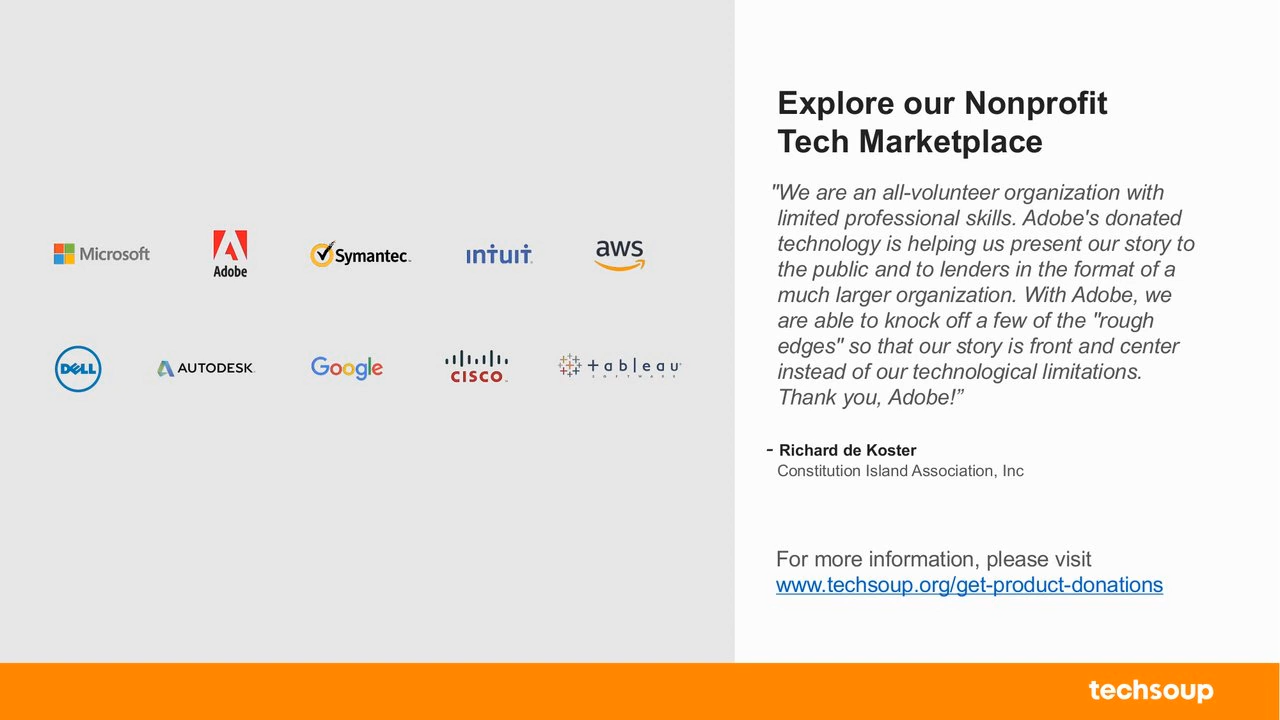 Microsoft
Adobe
Symantec™
intuit®
aws
DELL
AUTODESK®
Google
CISCO™
tableau®
SOFTWARE
Explore our Nonprofit
Tech Marketplace
"We are an all-volunteer organization with
limited professional skills. Adobe's donated
technology is helping us present our story to
the public and to lenders in the format of a
much larger organization. With Adobe, we
are able to knock off a few of the "rough
edges" so that our story is front and center
instead of our technological limitations.
Thank you, Adobe!”
- Richard de Koster
Constitution Island Association, Inc
For more information, please visit
www.techsoup.org/get-product-donations
techsoup